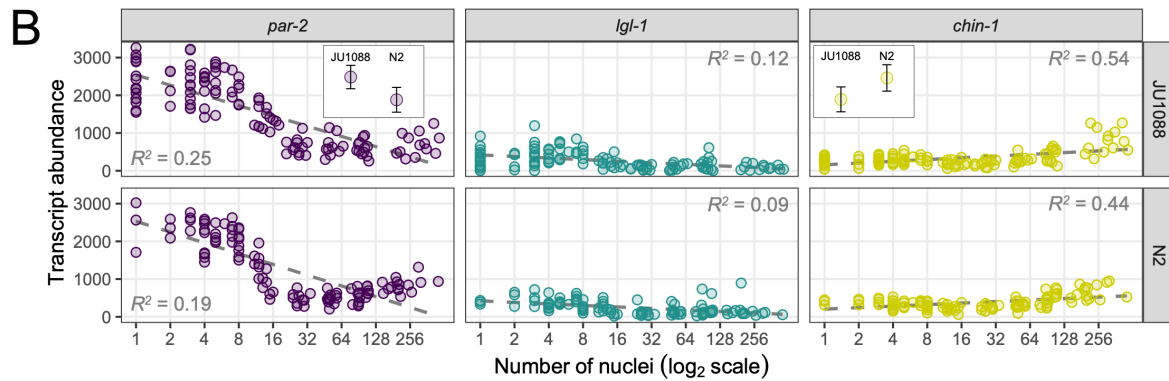 B
par-2
lgl-1
chin-1
Transcript abundance
3000
2000
1000
0
R² = 0.25
JU1088 N2
R² = 0.12
JU1088 N2
R² = 0.54
JU1088
3000
2000
1000
0
R² = 0.19
R² = 0.09
R² = 0.44
N2
1 2 4 8 16 32 64 128 256
1 2 4 8 16 32 64 128 256
1 2 4 8 16 32 64 128 256
Number of nuclei (log₂ scale)